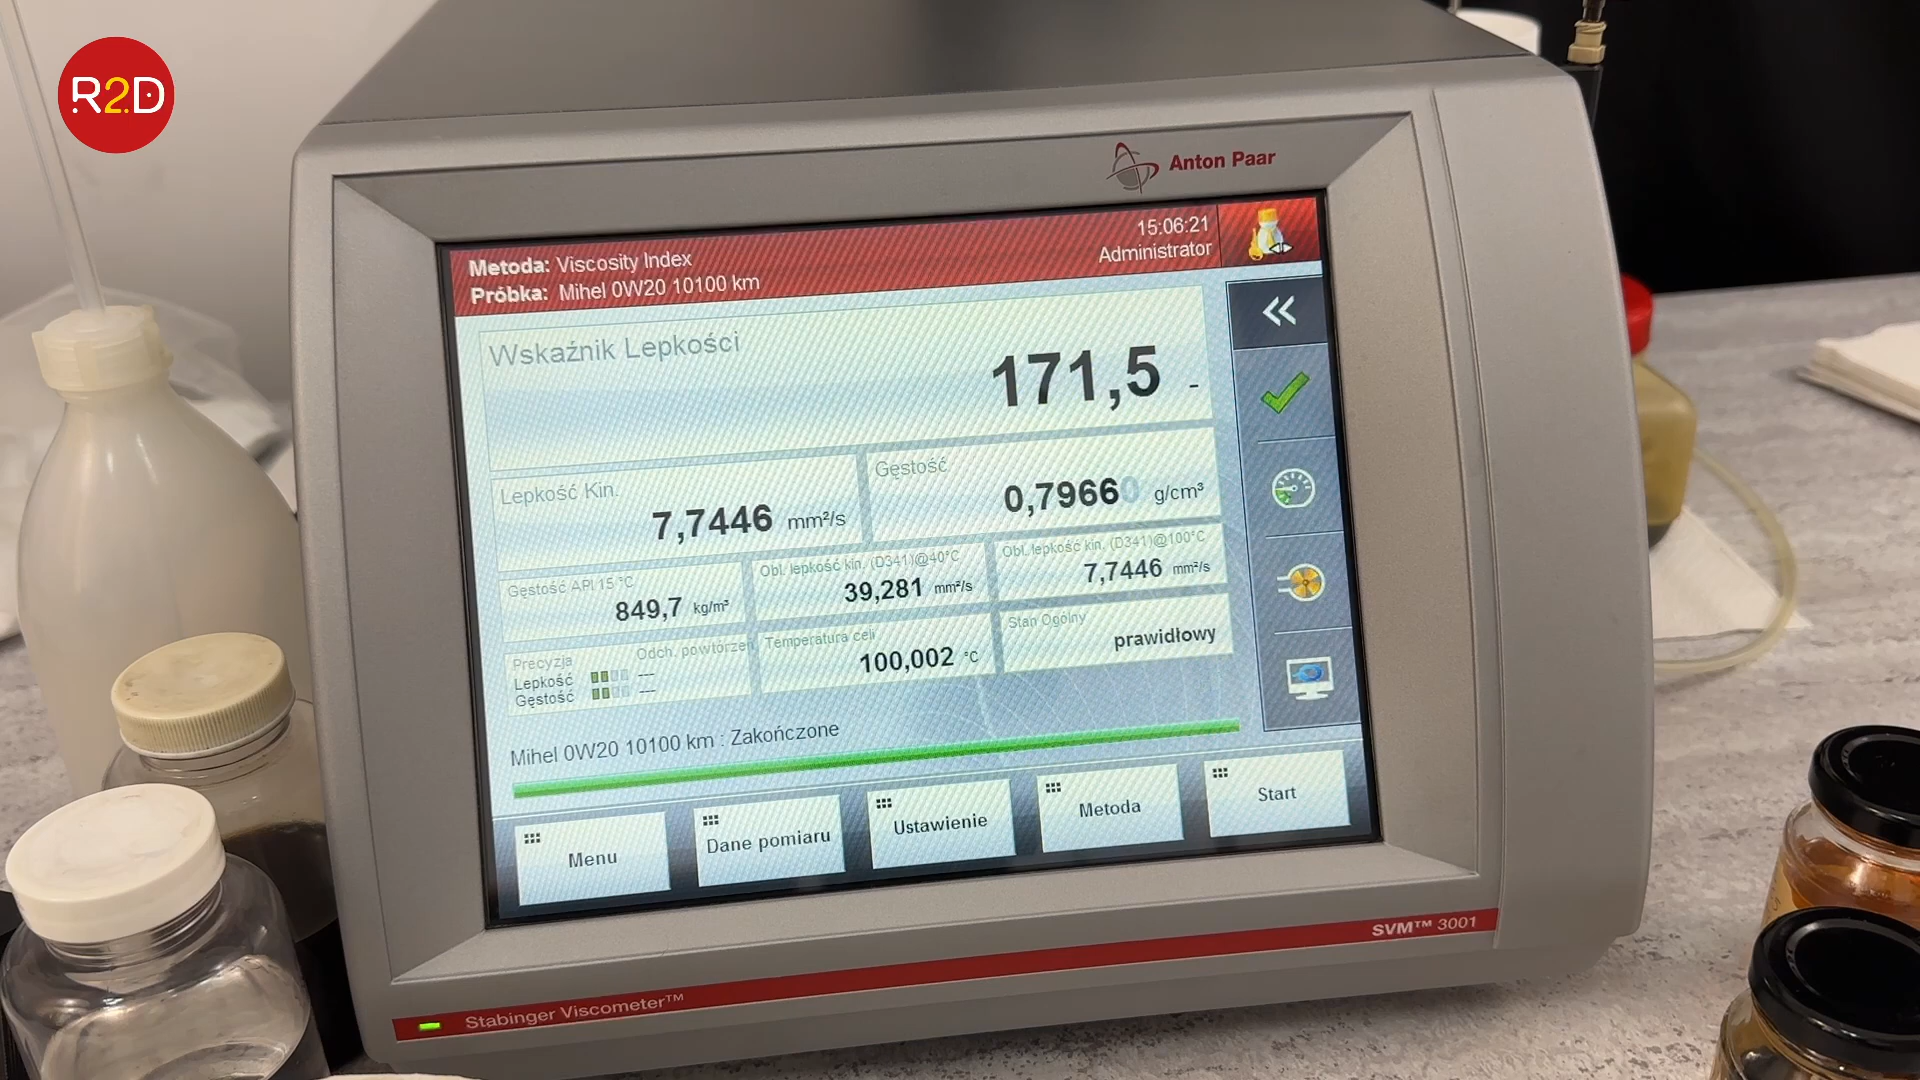 R2D
Anton Paar
Metoda: Viscosity Index
Próbka: Mihel 0W20 10100 km
15:06:21
Administrator
Wskaźnik Lepkości
171,5 -
Lepkość Kin.
7,7446 mm²/s
Gęstość
0,79660 g/cm³
Gęstość API 15 °C
849,7 kg/m³
Obl. lepkość kin. (D341)@40°C
39,281 mm²/s
Obl. lepkość kin. (D341)@100°C
7,7446 mm²/s
Precyzja Odch. powtórzen
Lepkość ---
Gęstość ---
Temperatura celi
100,002 °C
Stan Ogólny
prawidłowy
Mihel 0W20 10100 km : Zakończone
Menu
Dane pomiaru
Ustawienie
Metoda
Start
Stabinger Viscometer™
SVM™ 3001